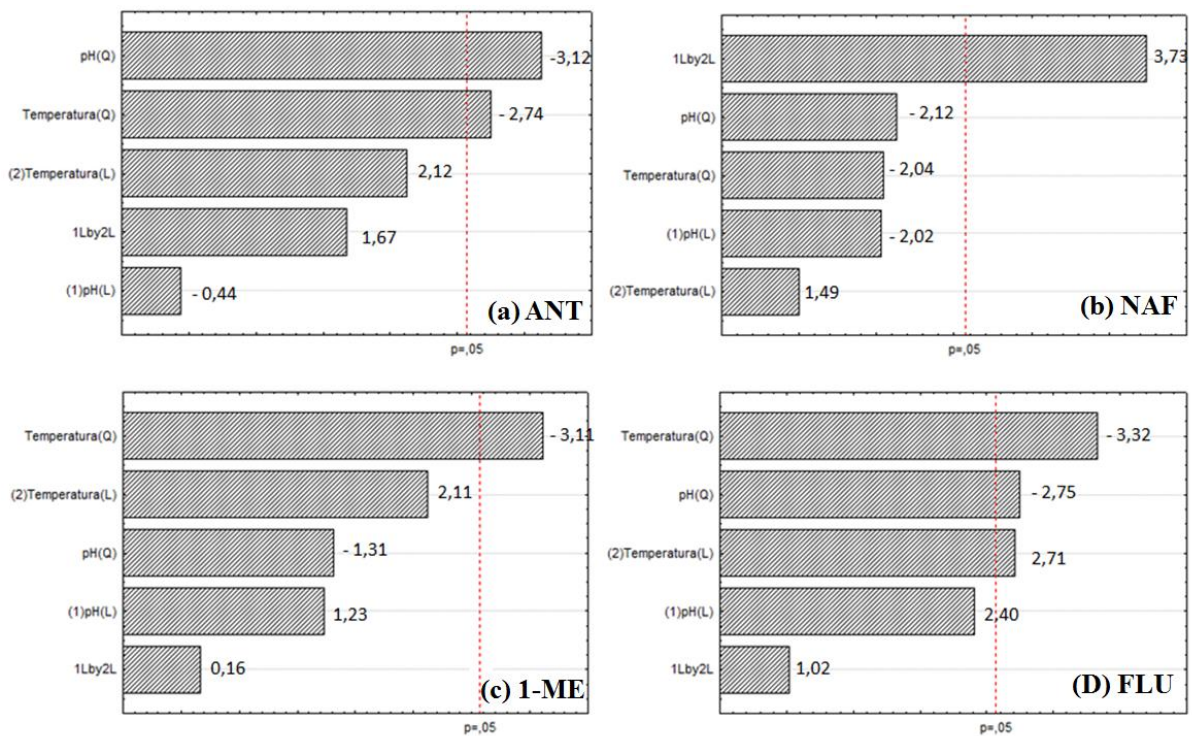 pH(Q)
- 3,12
Temperatura(Q)
- 2,74
(2)Temperatura(L)
2,12
1Lby2L
1,67
(1)pH(L)
- 0,44
(a) ANT
p=,05
1Lby2L
3,73
pH(Q)
- 2,12
Temperatura(Q)
- 2,04
(1)pH(L)
- 2,02
(2)Temperatura(L)
1,49
(b) NAF
p=,05
Temperatura(Q)
- 3,11
(2)Temperatura(L)
2,11
pH(Q)
- 1,31
(1)pH(L)
1,23
1Lby2L
0,16
(c) 1-ME
p=,05
Temperatura(Q)
- 3,32
pH(Q)
- 2,75
(2)Temperatura(L)
2,71
(1)pH(L)
2,40
1Lby2L
1,02
(D) FLU
p=,05